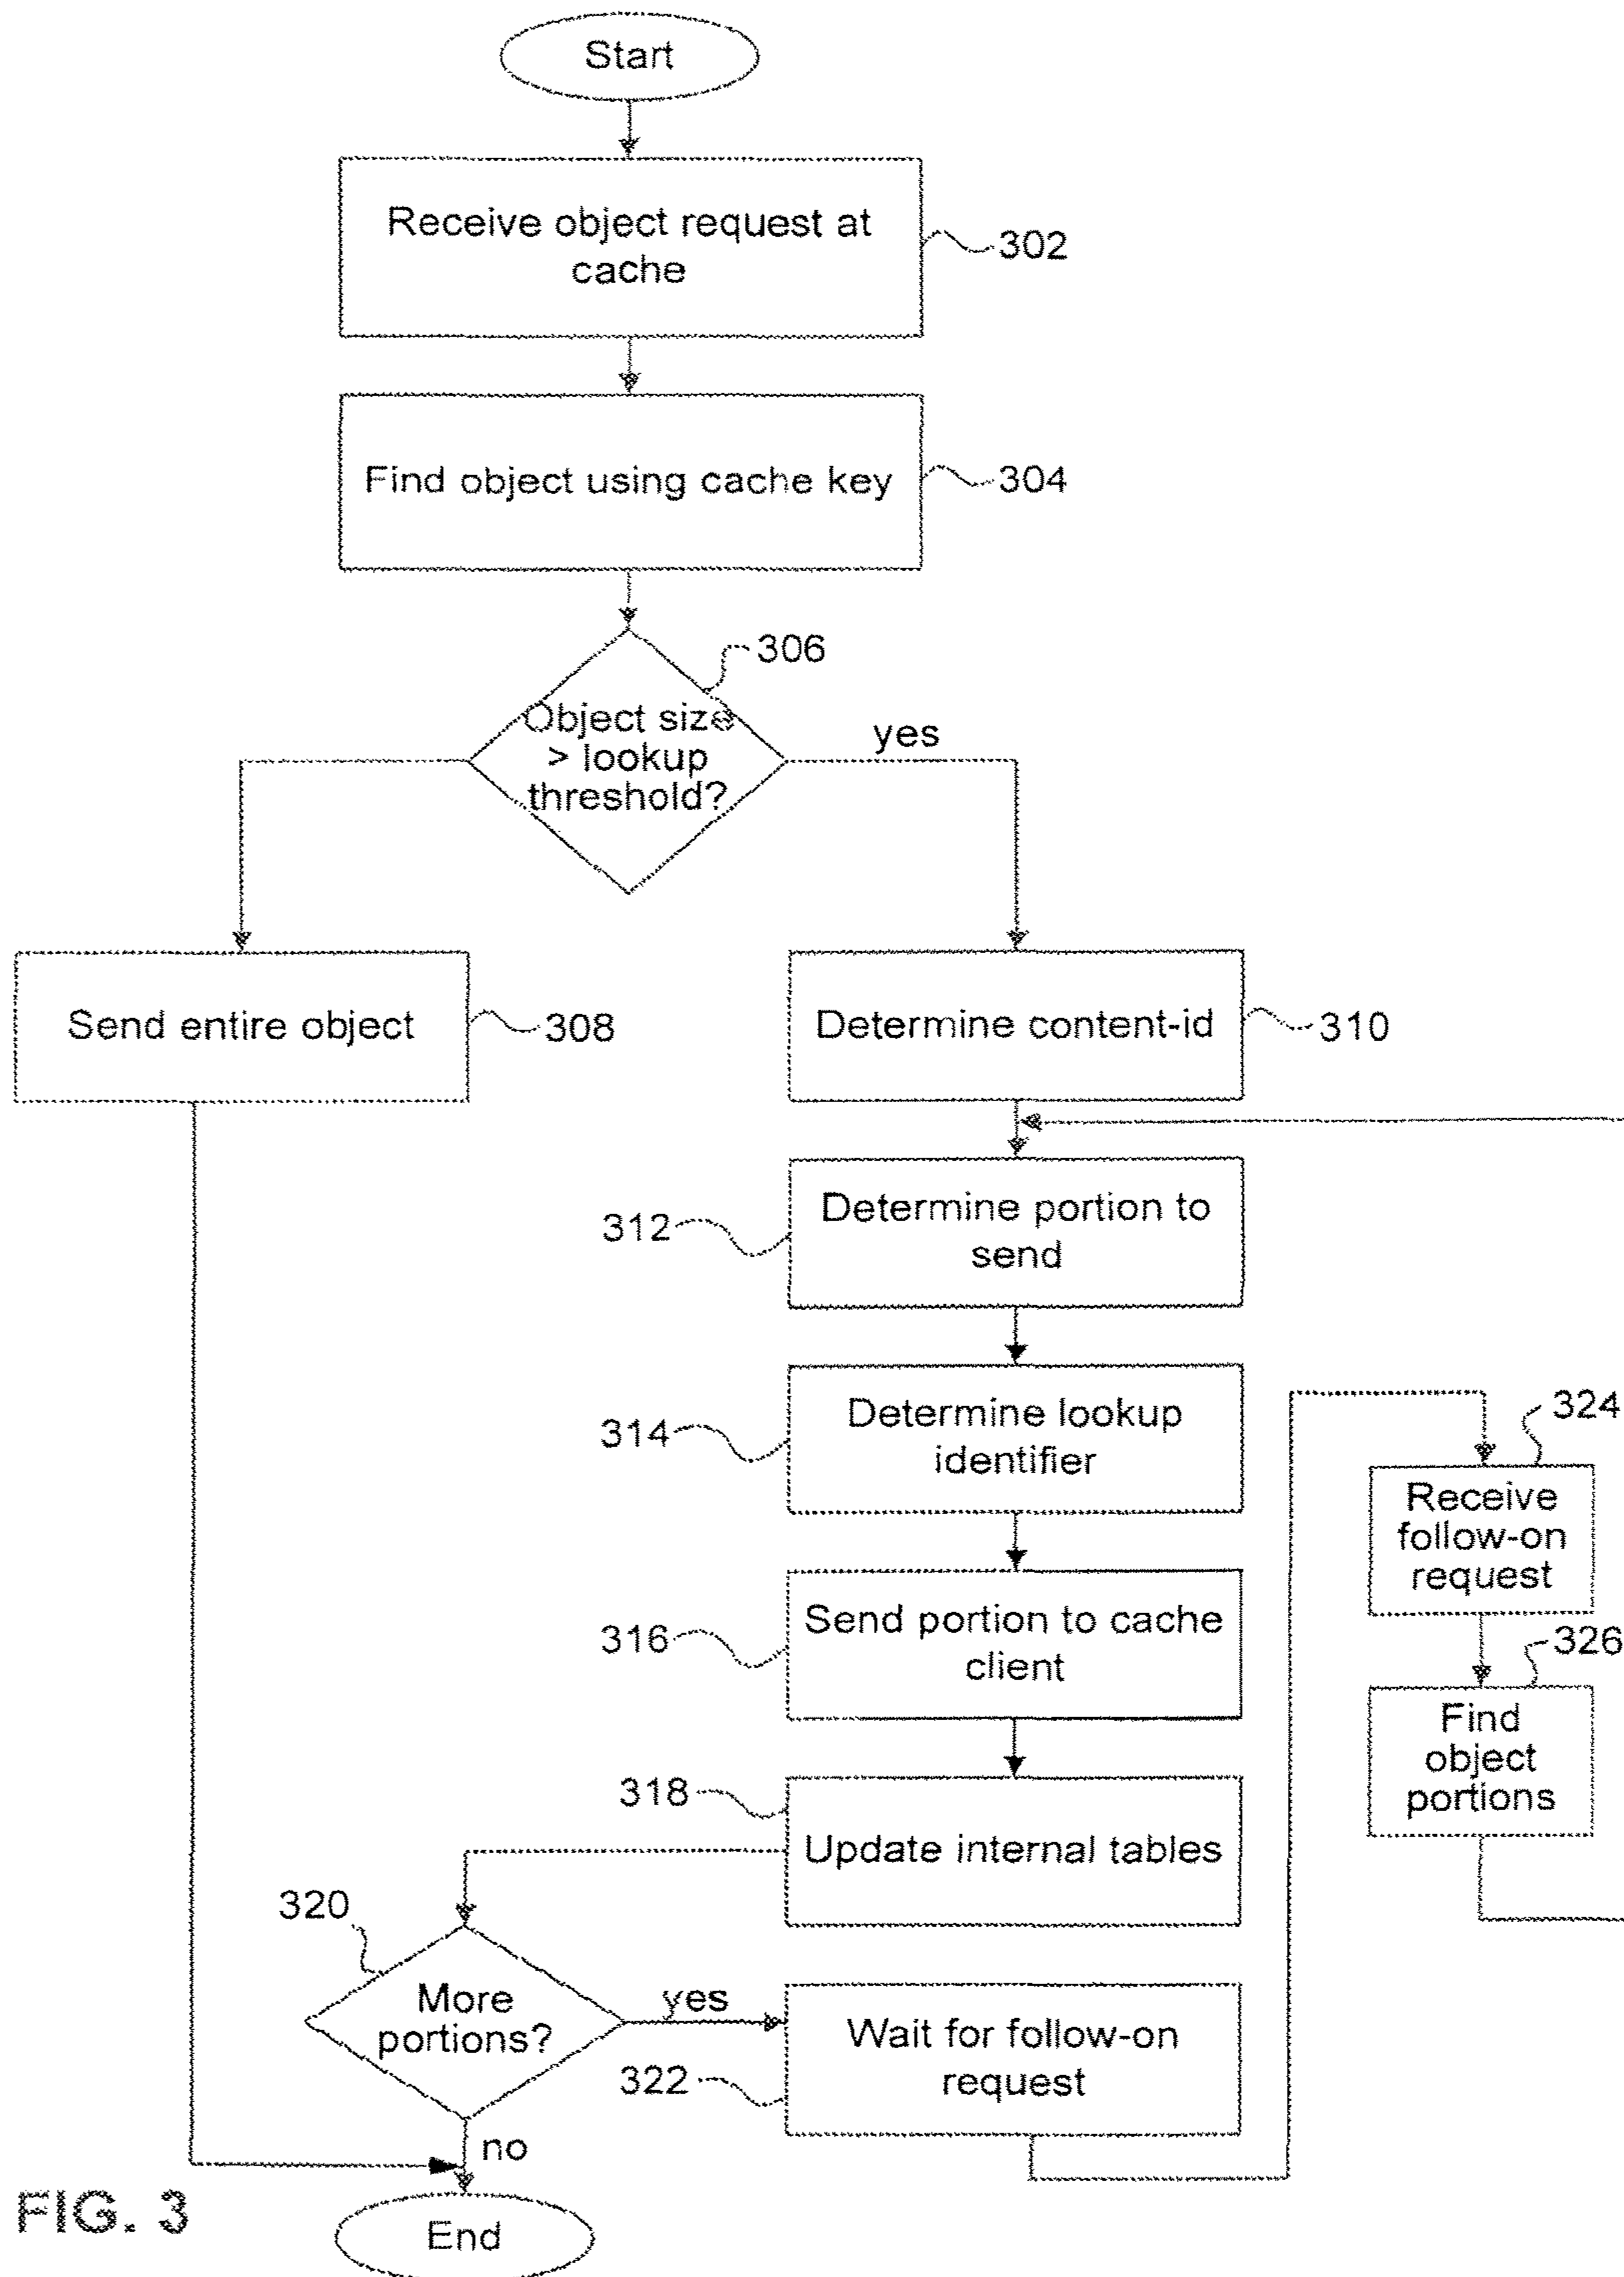 Start
Receive object request at
cache
302
Find object using cache key
304
306
Object size
> lookup
threshold?
yes
Send entire object
308
Determine content-id
310
312
Determine portion to
send
314
Determine lookup
identifier
316
Send portion to cache
client
318
Update internal tables
320
More
portions?
yes
322
Wait for follow-on
request
324
Receive
follow-on
request
326
Find
object
portions
no
End
FIG. 3